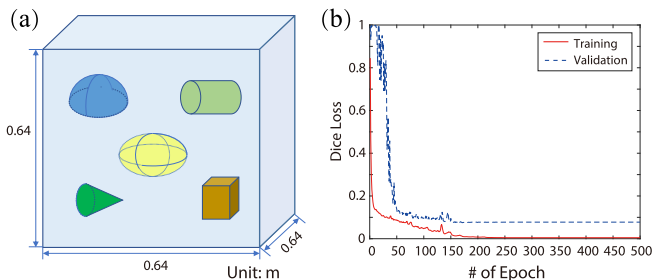 (a)
0.64
0.64
0.64
Unit: m
(b)
Dice Loss
1
0.8
0.6
0.4
0.2
0
Training
Validation
0 50 100 150 200 250 300 350 400 450 500
# of Epoch